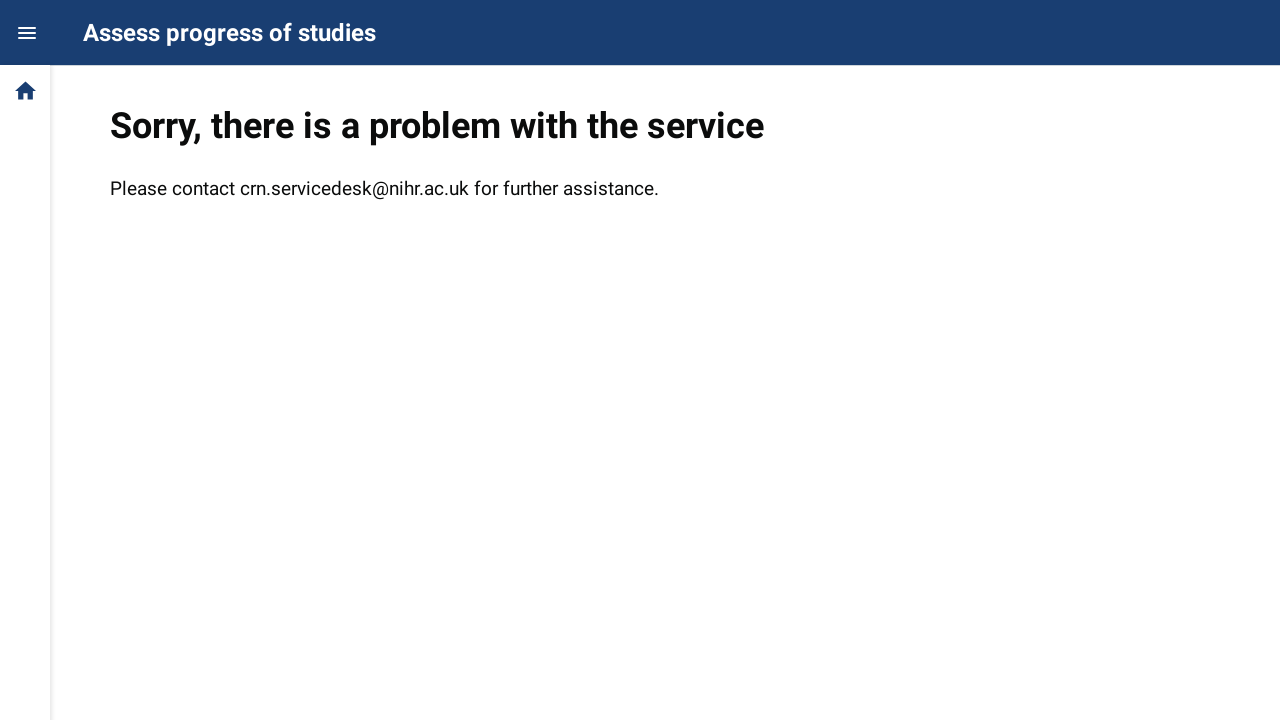 Assess progress of studies
Sorry, there is a problem with the service
Please contact crn.servicedesk@nihr.ac.uk for further assistance.